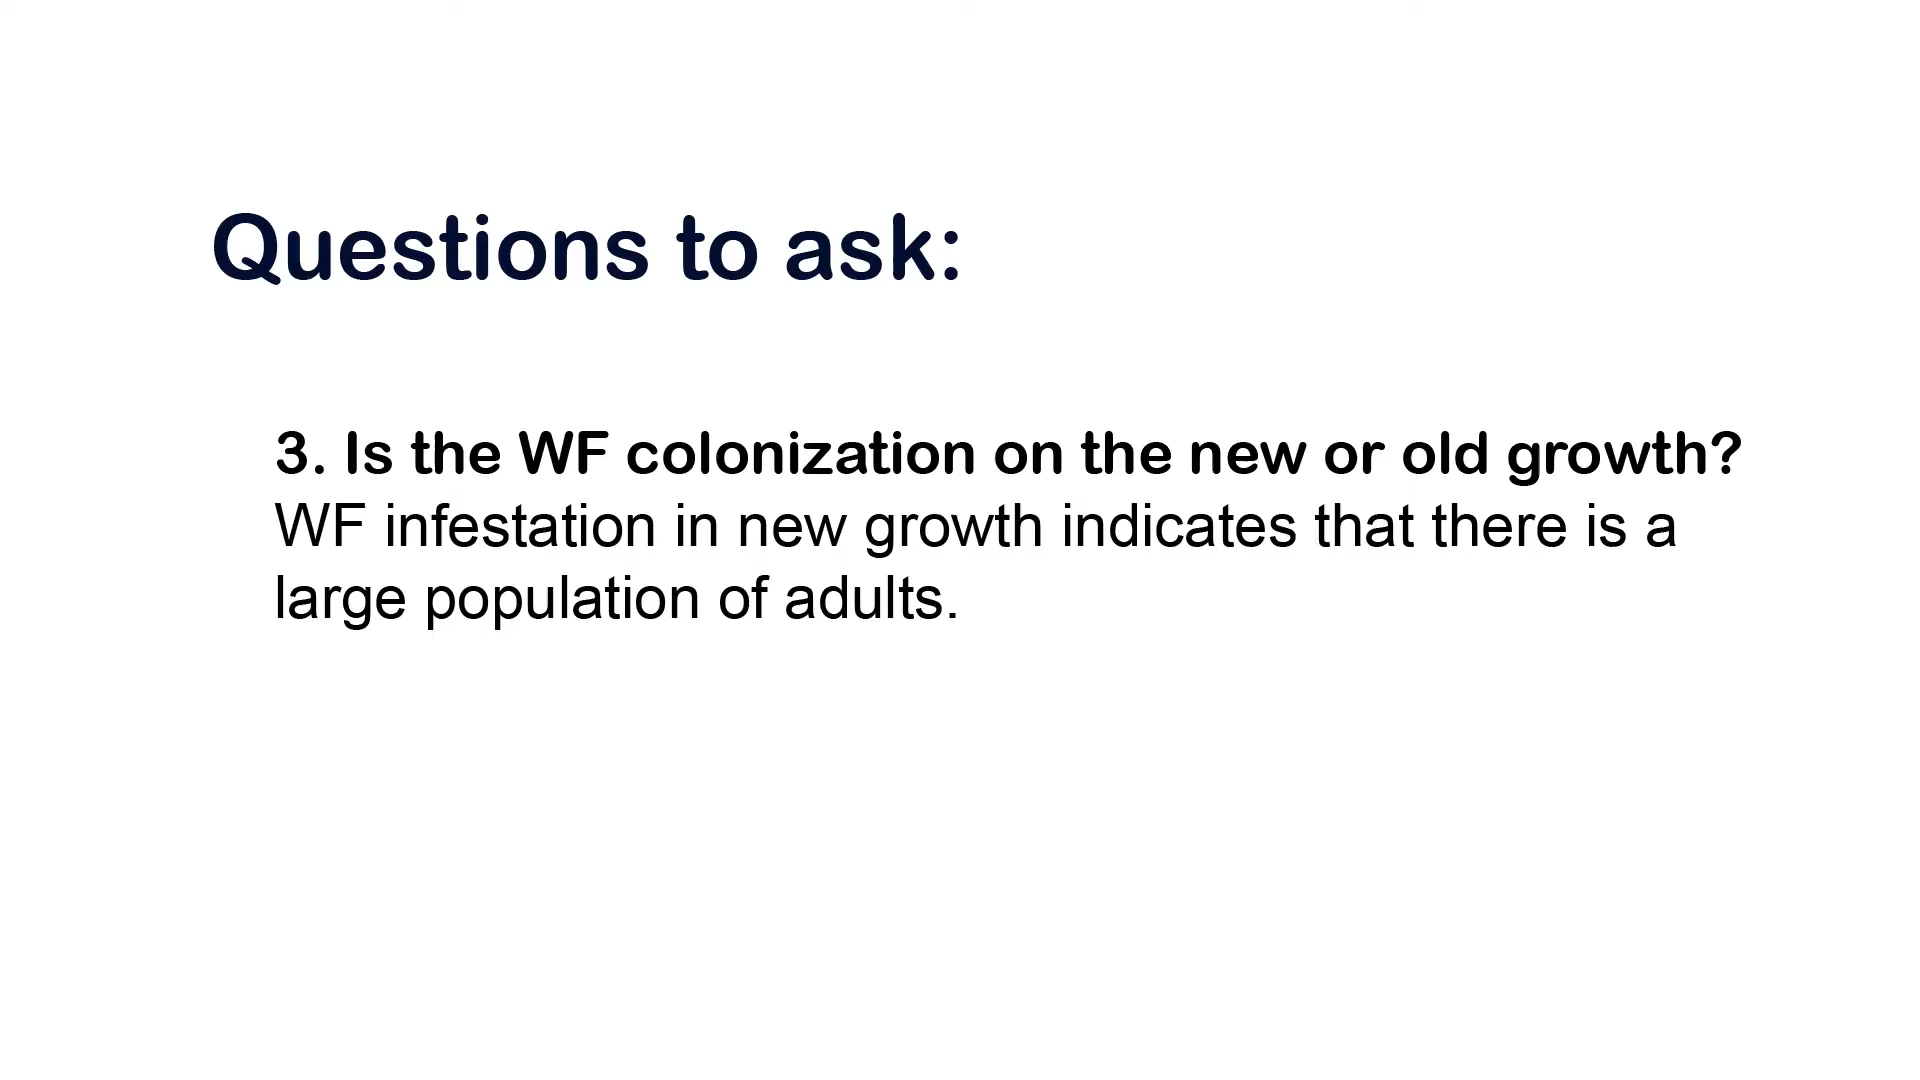 Questions to ask:
3. Is the WF colonization on the new or old growth?
WF infestation in new growth indicates that there is a
large population of adults.